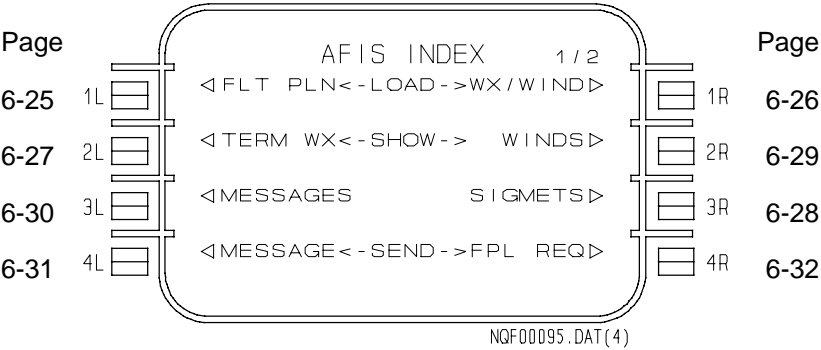 Page Page
AFIS INDEX 1/2
6-25 1L ◁FLT PLN<-LOAD->WX/WIND▷ 1R 6-26
6-27 2L ◁TERM WX<-SHOW-> WINDS▷ 2R 6-29
6-30 3L ◁MESSAGES SIGMETS▷ 3R 6-28
6-31 4L ◁MESSAGE<-SEND->FPL REQ▷ 4R 6-32
NQF00095.DAT(4)